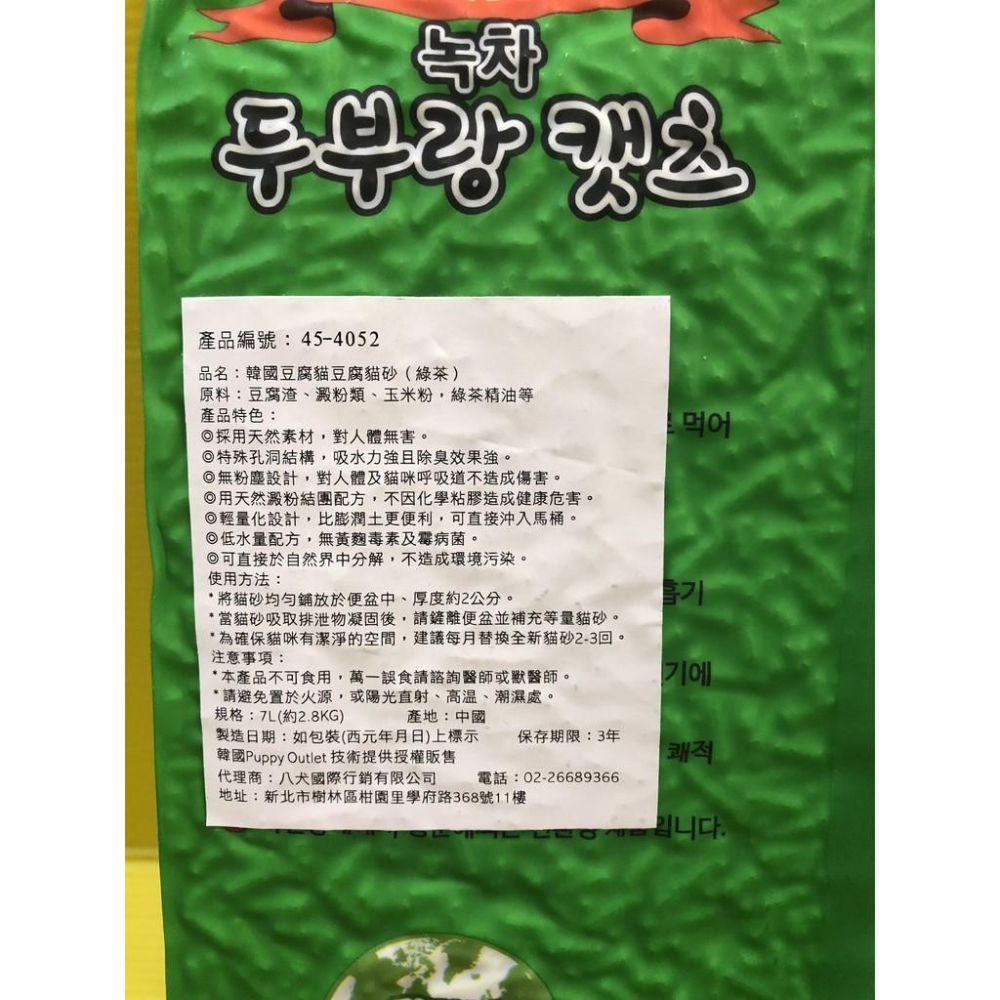 녹차
두부랑 캣츠
產品編號：45-4052
品名：韓國豆腐貓豆腐貓砂（綠茶）
原料：豆腐渣、澱粉類、玉米粉，綠茶精油等
產品特色：
◎採用天然素材，對人體無害。
◎特殊孔洞結構，吸水力強且除臭效果強。
◎無粉塵設計，對人體及貓咪呼吸道不造成傷害。
◎用天然澱粉結團配方，不因化學粘膠造成健康危害。
◎輕量化設計，比膨潤土更便利，可直接沖入馬桶。
◎低水量配方，無黃麴毒素及霉病菌。
◎可直接於自然界中分解，不造成環境污染。
使用方法：
*將貓砂均勻鋪放於便盆中、厚度約2公分。
*當貓砂吸取排泄物凝固後，請鏟離便盆並補充等量貓砂。
*為確保貓咪有潔淨的空間，建議每月替換全新貓砂2-3回。
注意事項：
*本產品不可食用，萬一誤食請諮詢醫師或獸醫師。
*請避免置於火源，或陽光直射、高溫、潮濕處。
規格：7L(約2.8KG) 產地：中國
製造日期：如包裝(西元年月日)上標示 保存期限：3年
韓國Puppy Outlet 技術提供授權販售
代理商：八犬國際行銷有限公司 電話：02-26689366
地址：新北市樹林區柑園里學府路368號11樓
먹어
흡기
기에
쾌적
입니다.